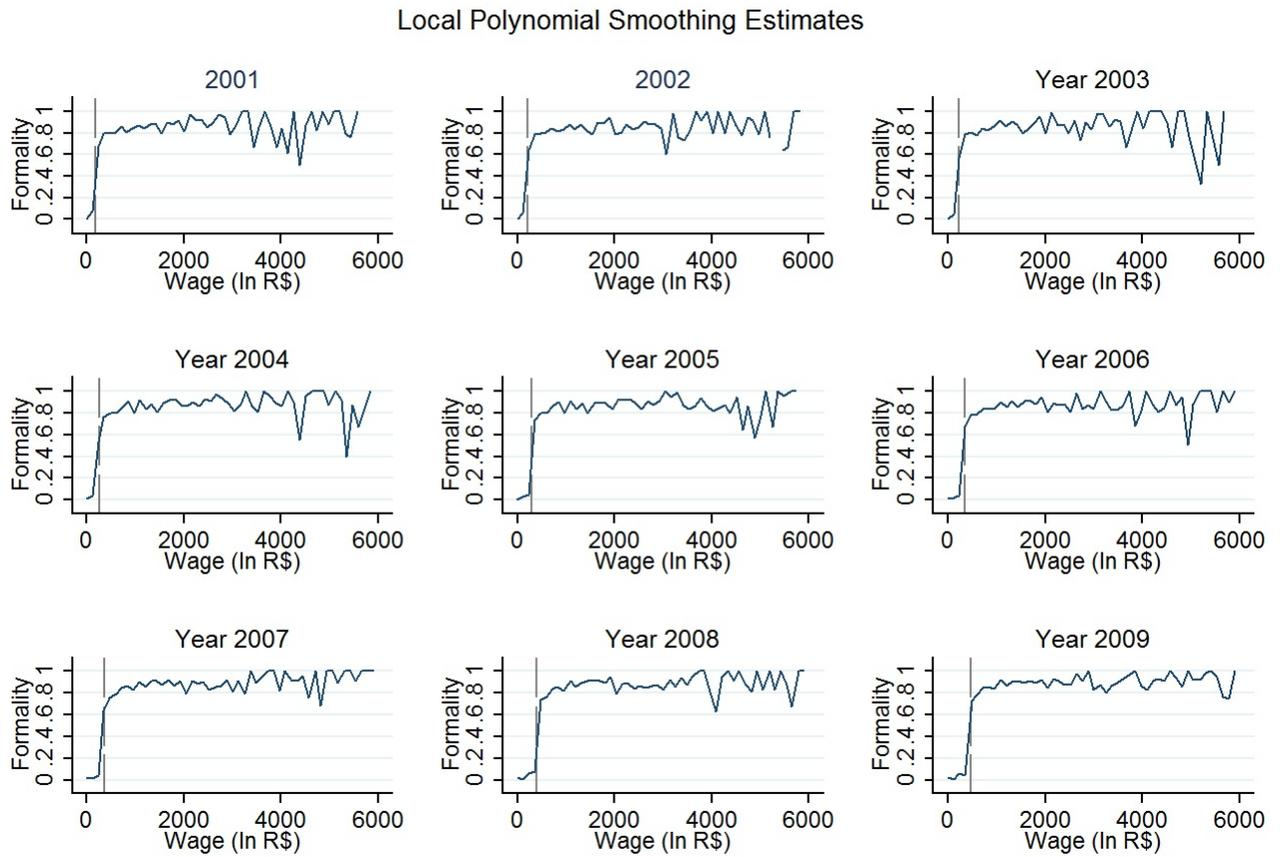 Local Polynomial Smoothing Estimates
2001
Formality
0 .2 .4 .6 .8 1
0 2000 4000 6000
Wage (In R$)
2002
Formality
0 .2 .4 .6 .8 1
0 2000 4000 6000
Wage (In R$)
Year 2003
Formality
0 .2 .4 .6 .8 1
0 2000 4000 6000
Wage (In R$)
Year 2004
Formality
0 .2 .4 .6 .8 1
0 2000 4000 6000
Wage (In R$)
Year 2005
Formality
0 .2 .4 .6 .8 1
0 2000 4000 6000
Wage (In R$)
Year 2006
Formality
0 .2 .4 .6 .8 1
0 2000 4000 6000
Wage (In R$)
Year 2007
Formality
0 .2 .4 .6 .8 1
0 2000 4000 6000
Wage (In R$)
Year 2008
Formality
0 .2 .4 .6 .8 1
0 2000 4000 6000
Wage (In R$)
Year 2009
Formality
0 .2 .4 .6 .8 1
0 2000 4000 6000
Wage (In R$)